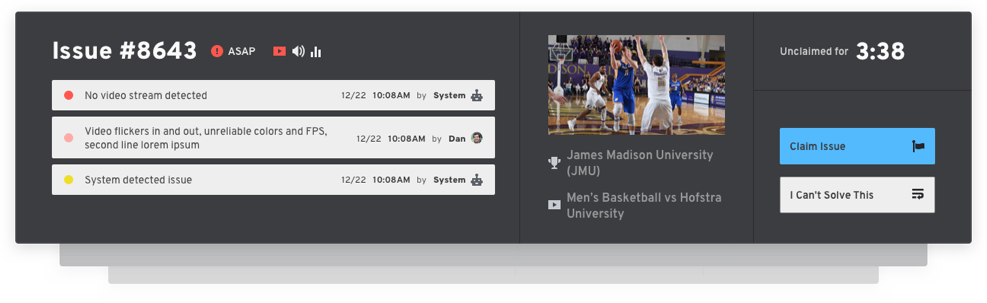 Issue #8643 ASAP
No video stream detected 12/22 10:08AM by System
Video flickers in and out, unreliable colors and FPS,
second line lorem ipsum 12/22 10:08AM by Dan
System detected issue 12/22 10:08AM by System
James Madison University
(JMU)
Men's Basketball vs Hofstra
University
Unclaimed for 3:38
Claim Issue
I Can't Solve This